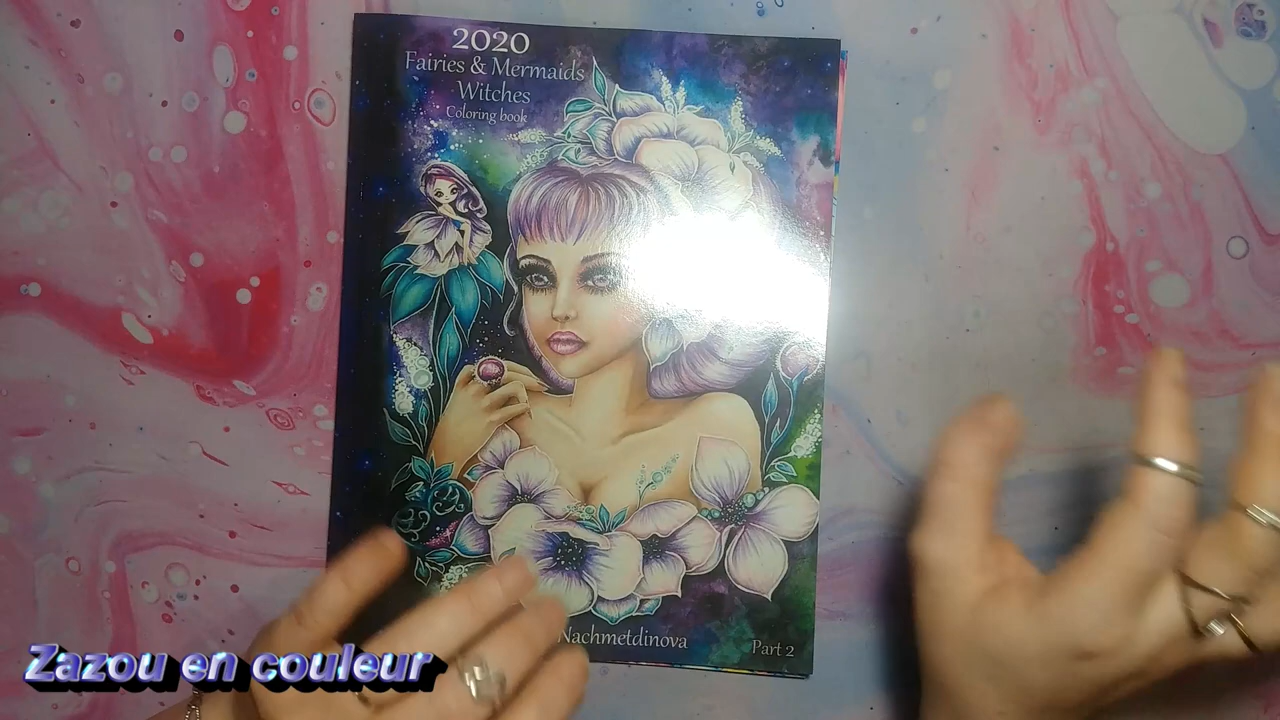 2020
Fairies & Mermaids
Witches
Coloring book
Nachmetdinova
Part 2
Zazou en couleur